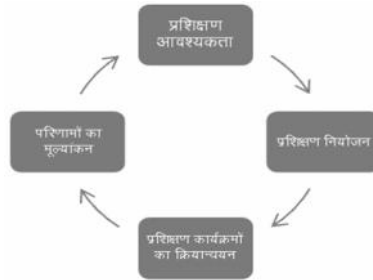 प्रशिक्षण
आवश्यकता
प्रशिक्षण नियोजन
प्रशिक्षण कार्यक्रमों
का क्रियान्वयन
परिणामों का
मूल्यांकन